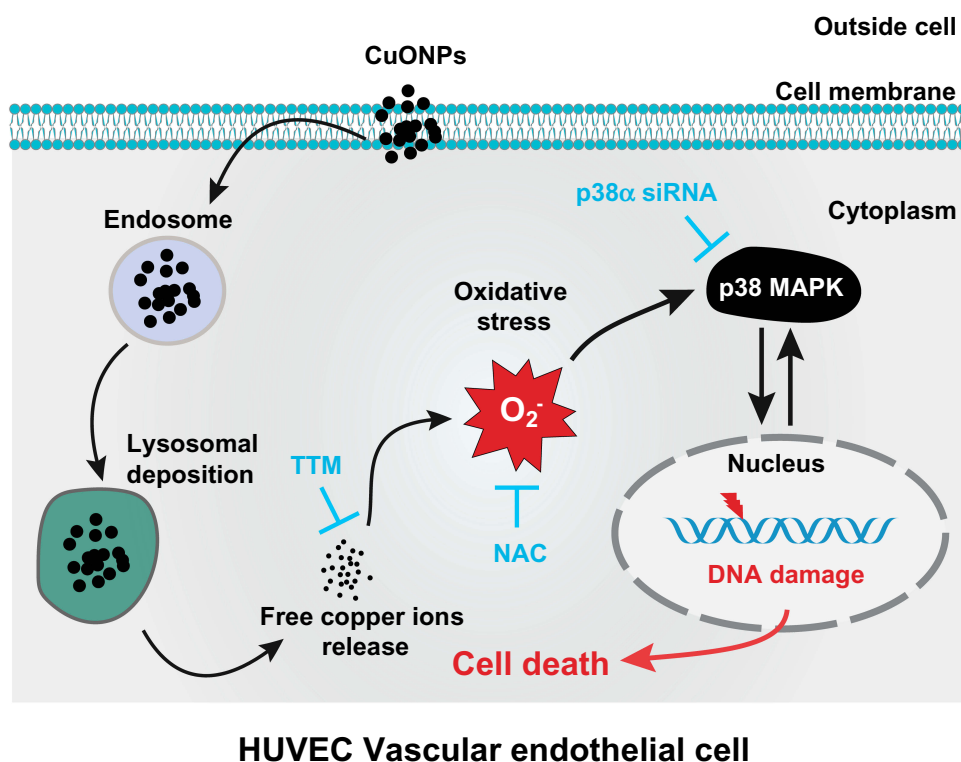 Outside cell
CuONPs
Cell membrane
p38α siRNA
Cytoplasm
Endosome
p38 MAPK
Oxidative
stress
O₂⁻
Lysosomal
deposition
TTM
Nucleus
NAC
DNA damage
Free copper ions
release
Cell death
HUVEC Vascular endothelial cell